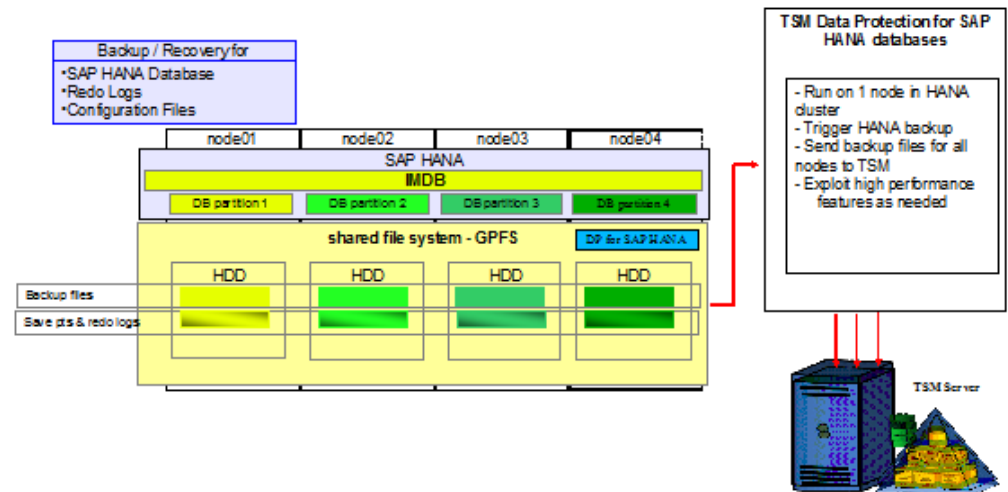 Backup / Recovery for
•SAP HANA Database
•Redo Logs
•Configuration Files
node01
node02
node03
node04
SAP HANA
IMDB
DB partition 1
DB partition 2
DB partition 3
DB partition 4
shared file system - GPFS
DP for SAP HANA
HDD
HDD
HDD
HDD
Backup files
Save pts & redo logs
TSM Data Protection for SAP
HANA databases
- Run on 1 node in HANA
cluster
- Trigger HANA backup
- Send backup files for all
nodes to TSM
- Exploit high performance
features as needed
TSM Server